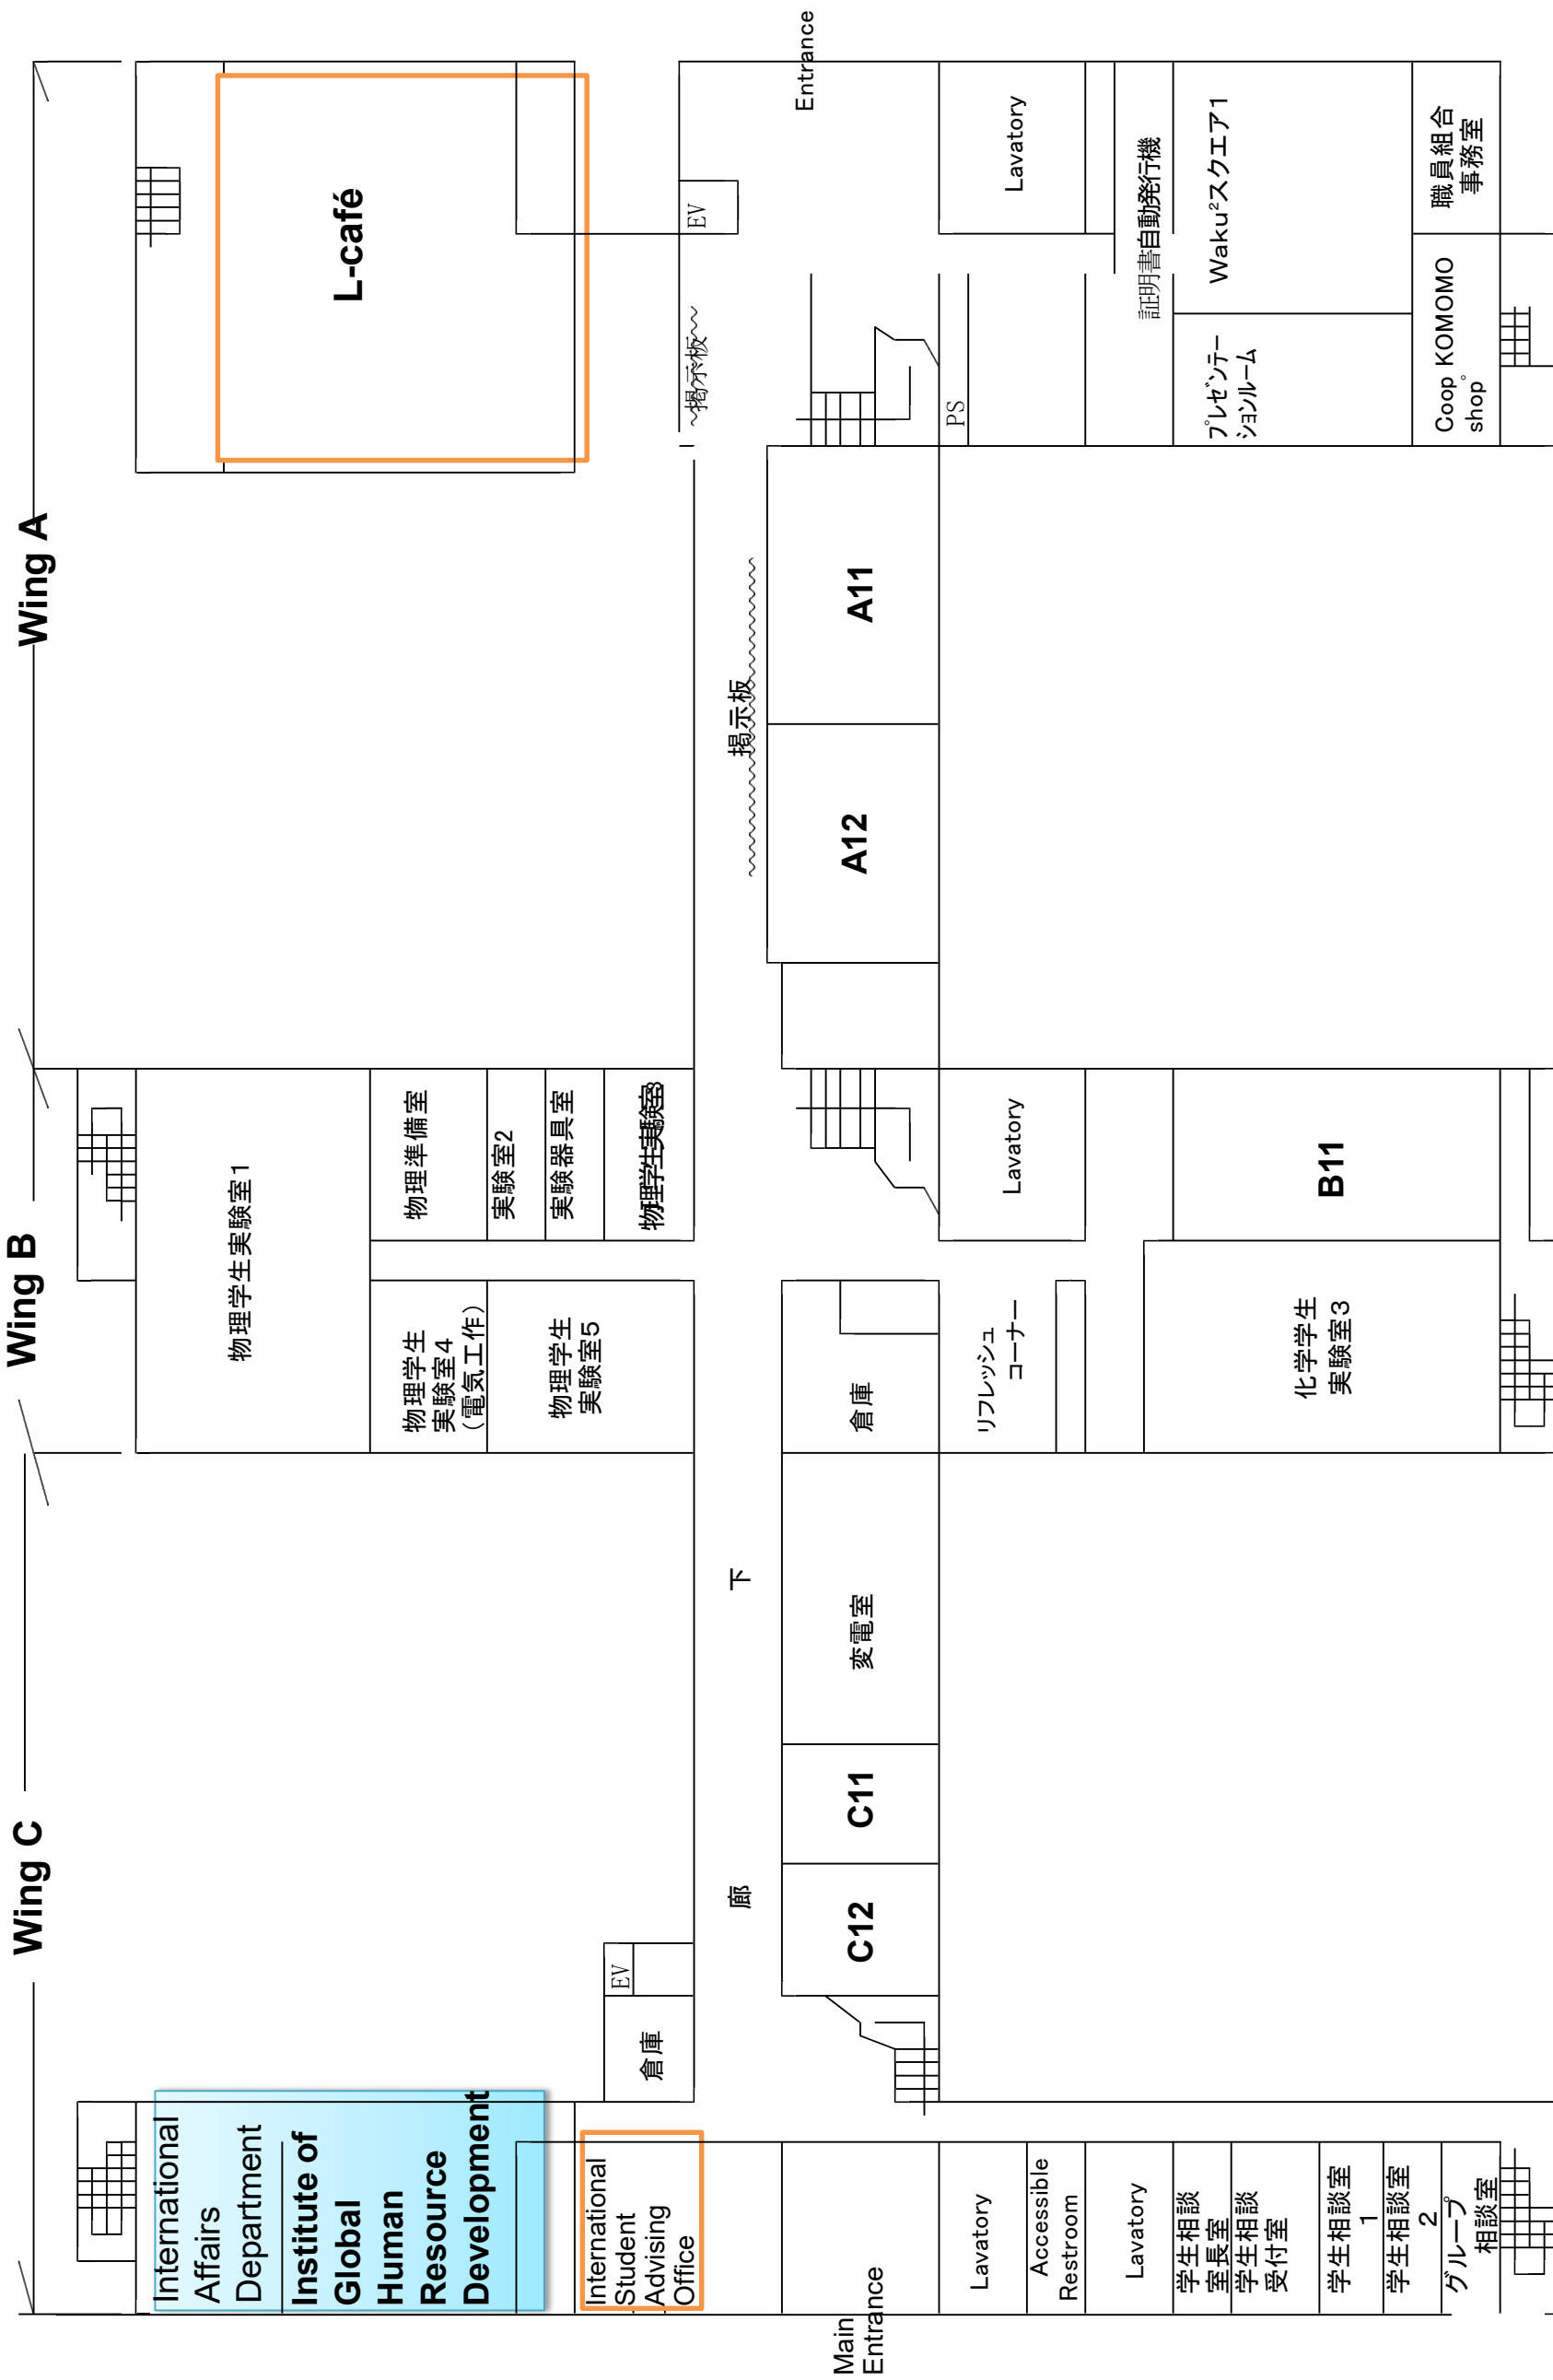 Wing C
Wing B
Wing A
International
Affairs
Department
Institute of
Global
Human
Resource
Development
International
Student
Advising
Office
倉庫
EV
物理学生実験室1
物理学生
実験室4
(電気工作)
物理学生
実験室5
物理準備室
実験室2
実験器具室
物理学生実験室3
L-café
EV
掲示板
掲示板
廊
下
Main
Entrance
C12
C11
変電室
倉庫
A12
A11
Entrance
Lavatory
Accessible
Restroom
Lavatory
学生相談
室長室
学生相談
受付室
学生相談室
1
学生相談室
2
グループ
相談室
リフレッシュ
コーナー
Lavatory
化学学生
実験室3
B11
PS
Lavatory
証明書自動発行機
プレゼンテー
ションルーム
Waku²スクエア1
Coop KOMOMO
shop
職員組合
事務室